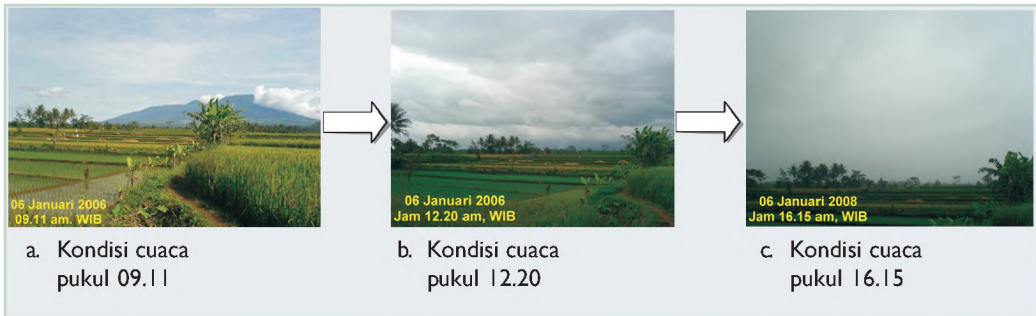 06 Januari 2006
09.11 am. WIB
06 Januari 2006
Jam 12.20 am, WIB
06 Januari 2008
Jam 16.15 am, WIB
a. Kondisi cuaca
pukul 09.11
b. Kondisi cuaca
pukul 12.20
c. Kondisi cuaca
pukul 16.15